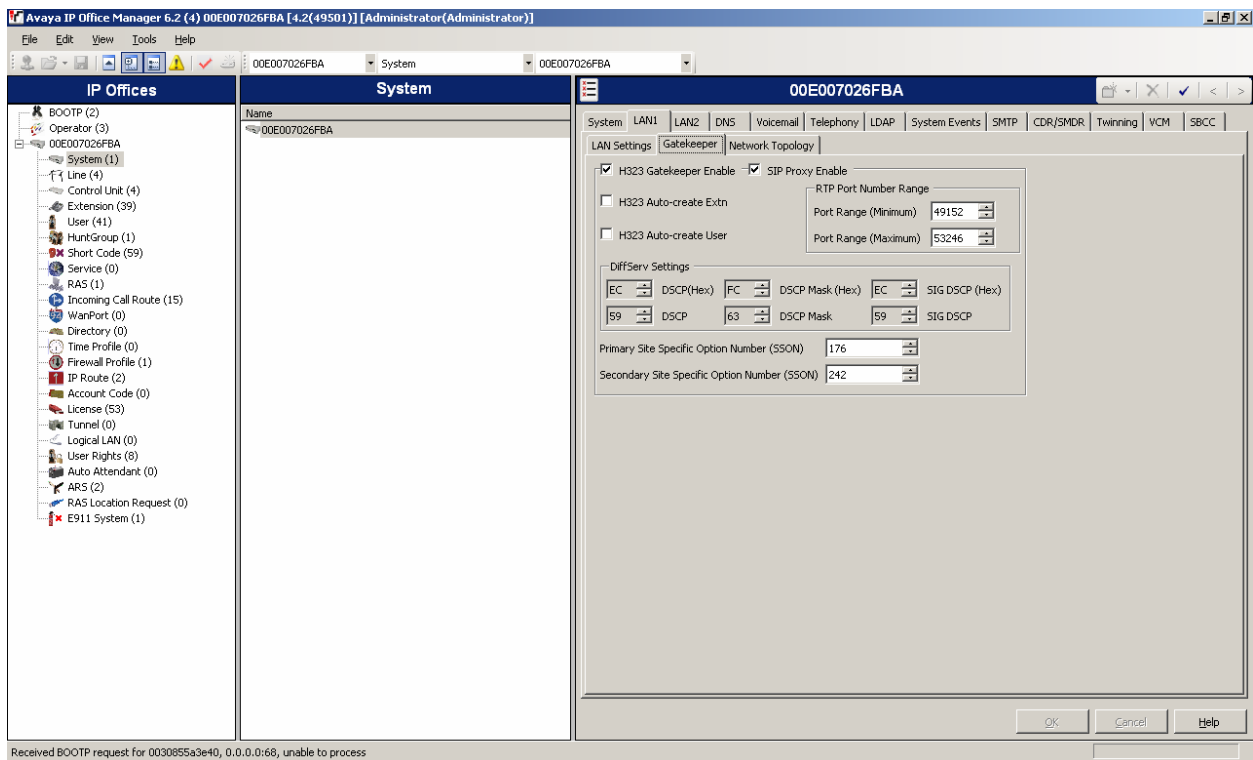 Avaya IP Office Manager 6.2 (4) 00E007026FBA [4.2(49501)] [Administrator(Administrator)]
File Edit View Tools Help
00E007026FBA System 00E007026FBA
IP Offices
BOOTP (2)
Operator (3)
00E007026FBA
System (1)
Line (4)
Control Unit (4)
Extension (39)
User (41)
HuntGroup (1)
Short Code (59)
Service (0)
RAS (1)
Incoming Call Route (15)
WanPort (0)
Directory (0)
Time Profile (0)
Firewall Profile (1)
IP Route (2)
Account Code (0)
License (53)
Tunnel (0)
Logical LAN (0)
User Rights (8)
Auto Attendant (0)
ARS (2)
RAS Location Request (0)
E911 System (1)
System
Name
00E007026FBA
00E007026FBA
System LAN1 LAN2 DNS Voicemail Telephony LDAP System Events SMTP CDR/SMDR Twinning VCM SBCC
LAN Settings Gatekeeper Network Topology
H323 Gatekeeper Enable SIP Proxy Enable
H323 Auto-create Extn
H323 Auto-create User
RTP Port Number Range
Port Range (Minimum) 49152
Port Range (Maximum) 53246
DiffServ Settings
EC DSCP(Hex) FC DSCP Mask (Hex) EC SIG DSCP (Hex)
59 DSCP 63 DSCP Mask 59 SIG DSCP
Primary Site Specific Option Number (SSON) 176
Secondary Site Specific Option Number (SSON) 242
OK Cancel Help
Received BOOTP request for 0030855a3e40, 0.0.0.0:68, unable to process